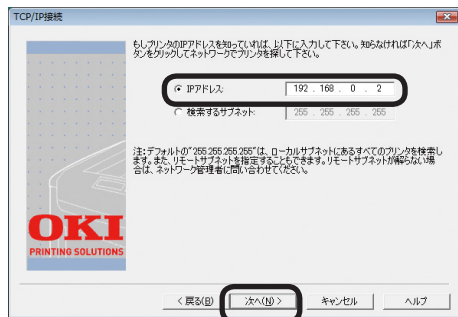 TCP/IP接続
もしプリンタのIPアドレスを知っていれば、以下に入力して下さい。知らなければ「次へ」ボ
タンをクリックしてネットワークでプリンタを探して下さい。
IPアドレス: 192 . 168 . 0 . 2
検索するサブネット: 255 . 255 . 255 . 255
注: デフォルトの"255.255.255.255"は、ローカルサブネットにあるすべてのプリンタを検索し
ます。また、リモートサブネットを指定することもできます。リモートサブネットが解らない場
合は、ネットワーク管理者に問い合わせてください。
OKI
PRINTING SOLUTIONS
< 戻る(B) 次へ(N) > キャンセル ヘルプ